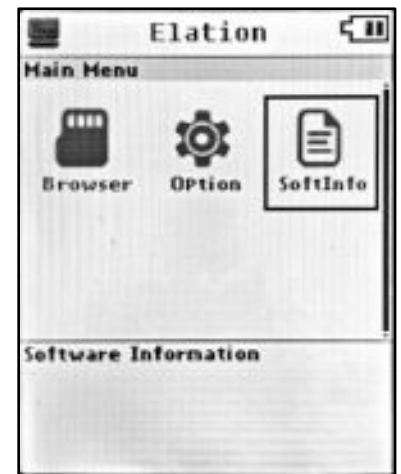 Elation
Main Menu
Browser OPtion SoftInfo
Software Information